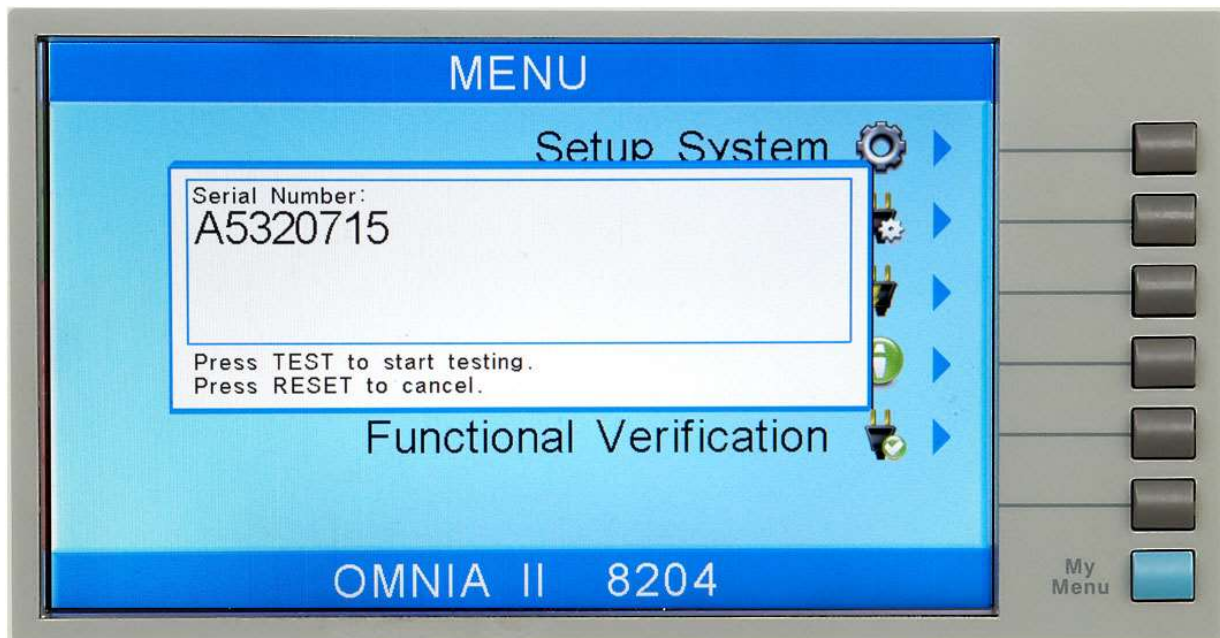 MENU
Setup System
Serial Number:
A5320715
Press TEST to start testing.
Press RESET to cancel.
Functional Verification
OMNIA II 8204
My
Menu